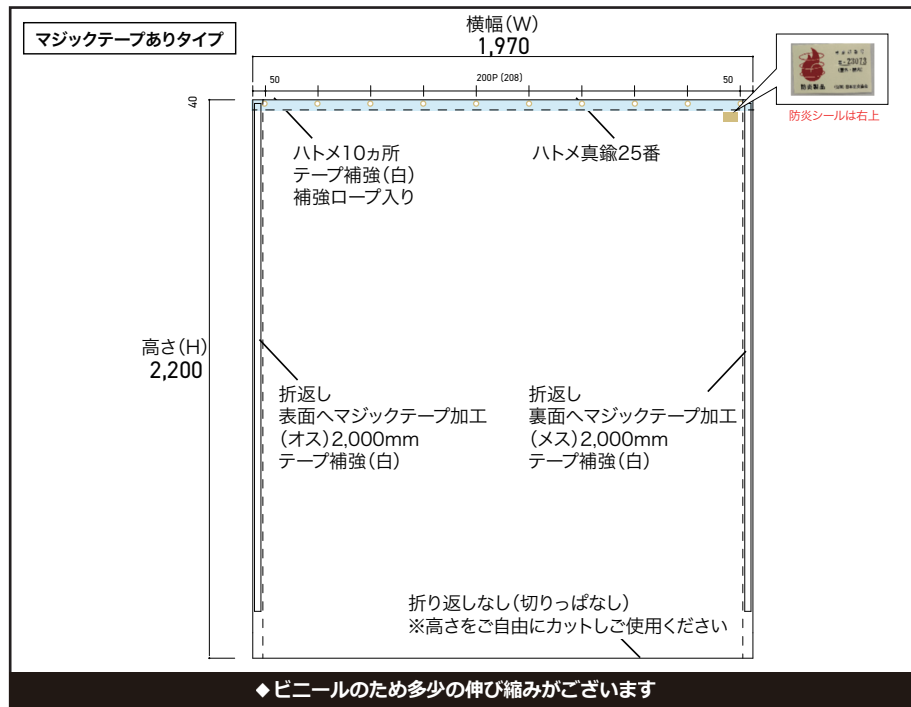 マジックテープありタイプ
横幅(W)
1,970
50
200P (208)
50
40
防炎製品
防炎シールは右上
ハトメ10ヵ所
テープ補強(白)
補強ロープ入り
ハトメ真鍮25番
高さ(H)
2,200
折返し
表面へマジックテープ加工
(オス)2,000mm
テープ補強(白)
折返し
裏面へマジックテープ加工
(メス)2,000mm
テープ補強(白)
折り返しなし(切りっぱなし)
※高さをご自由にカットしご使用ください
◆ビニールのため多少の伸び縮みがございます